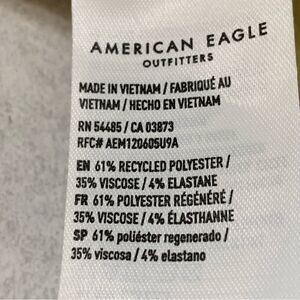 AMERICAN EAGLE
OUTFITTERS
MADE IN VIETNAM / FABRIQUÉ AU
VIETNAM / HECHO EN VIETNAM
RN 54485 / CA 03873
RFC# AEM120605U9A
EN 61% RECYCLED POLYESTER /
35% VISCOSE / 4% ELASTANE
FR 61% POLYESTER RÉGÉNÉRÉ /
35% VISCOSE / 4% ÉLASTHANNE
SP 61% poliéster regenerado /
35% viscosa / 4% elastano